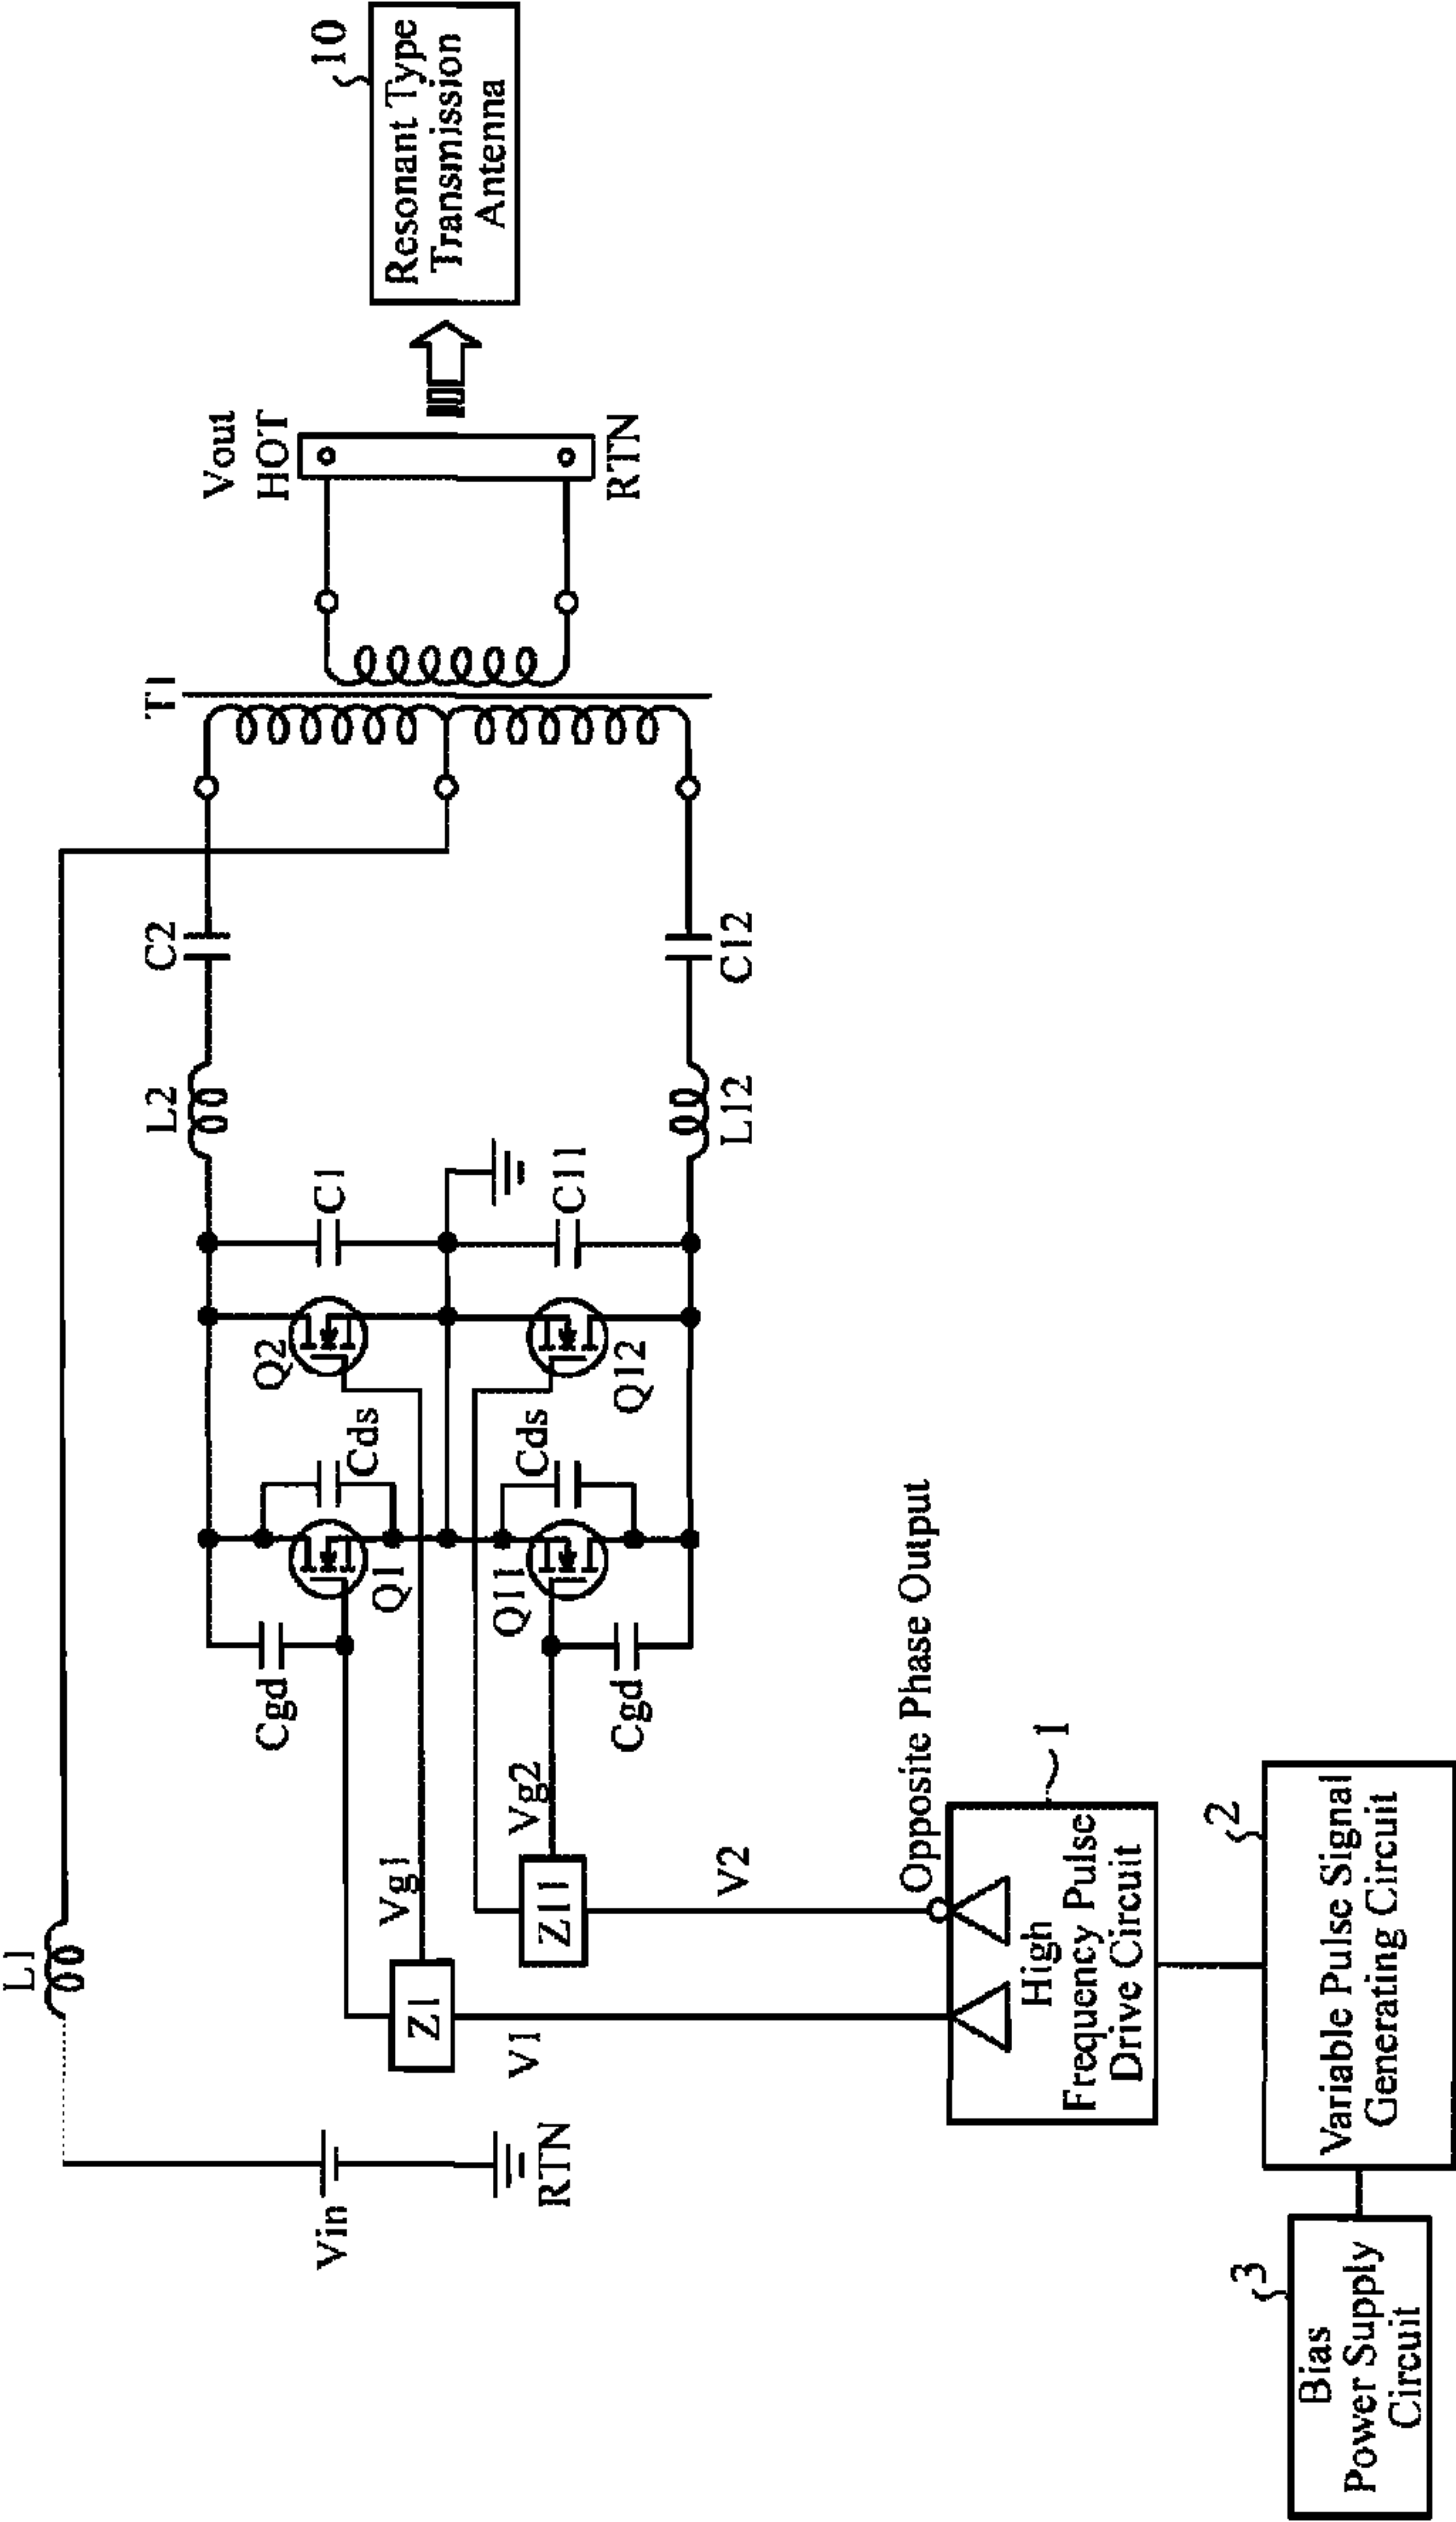 L1
Vin
RTN
Z1
V1
Vg1
Z11
Vg2
V2
Cgd
Q1
Cds
Q2
C1
L2
C2
T1
Vout
HOT
RTN
10
Resonant Type
Transmission
Antenna
Cgd
Q11
Cds
Q12
C11
L12
C12
Opposite Phase Output
1
High
Frequency Pulse
Drive Circuit
2
Variable Pulse Signal
Generating Circuit
3
Bias
Power Supply
Circuit